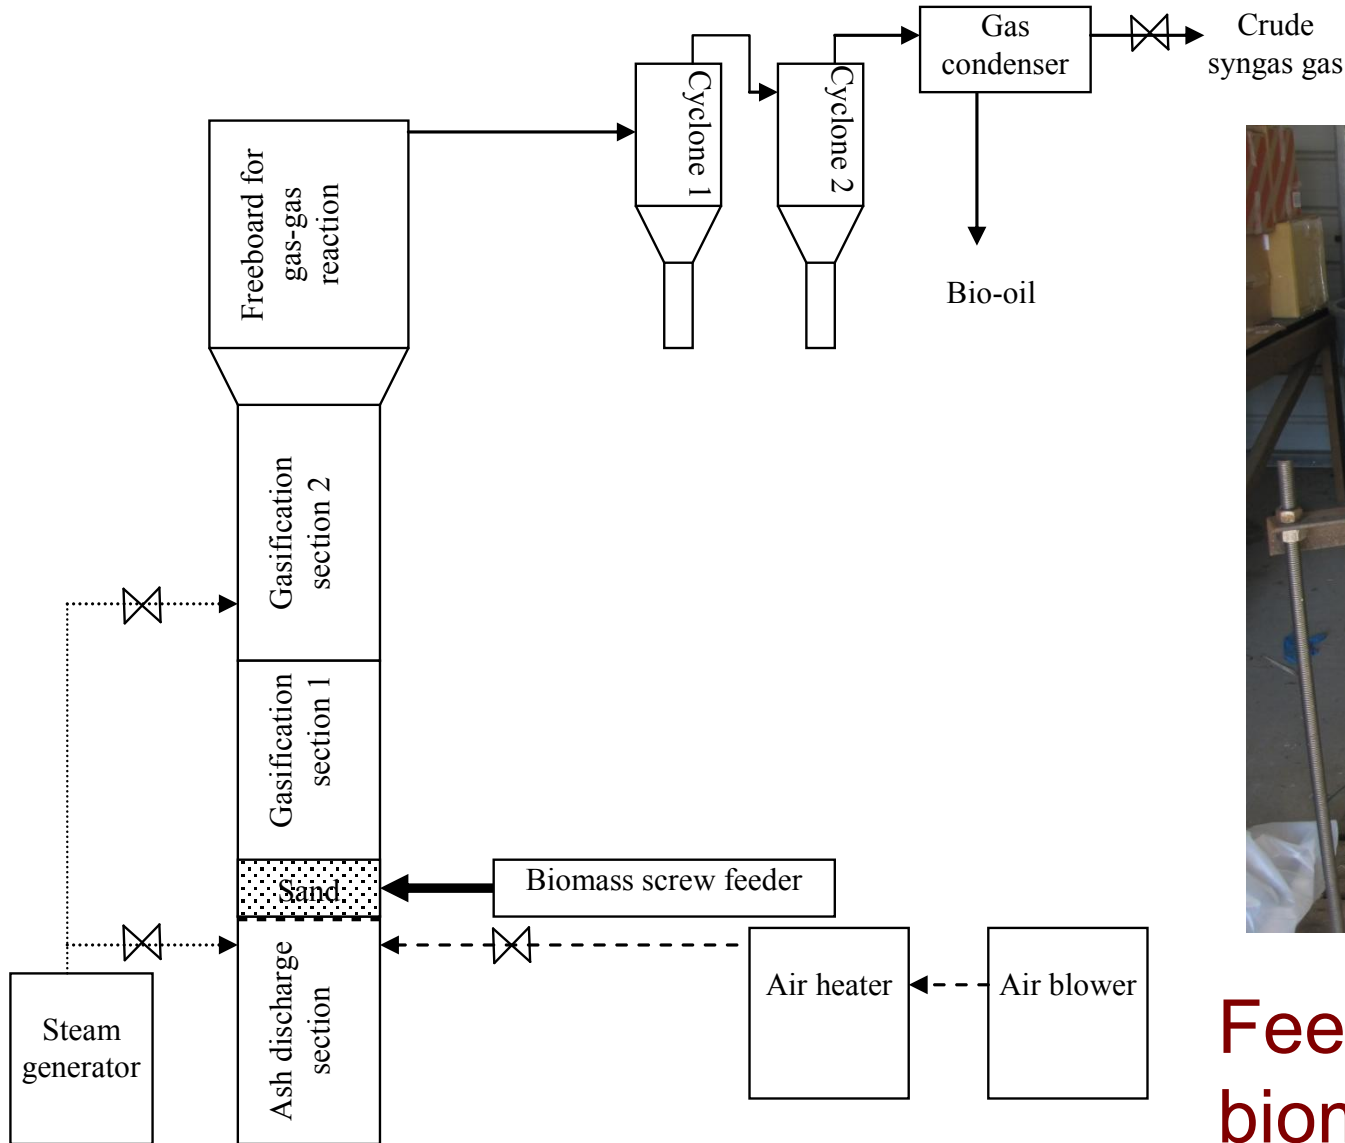 Gas
condenser
Crude
syngas gas
Cyclone 1
Cyclone 2
Freeboard for
gas-gas
reaction
Bio-oil
Gasification
section 2
Gasification
section 1
Sand
Biomass screw feeder
Ash discharge
section
Air heater
Air blower
Steam
generator
Fee
biom